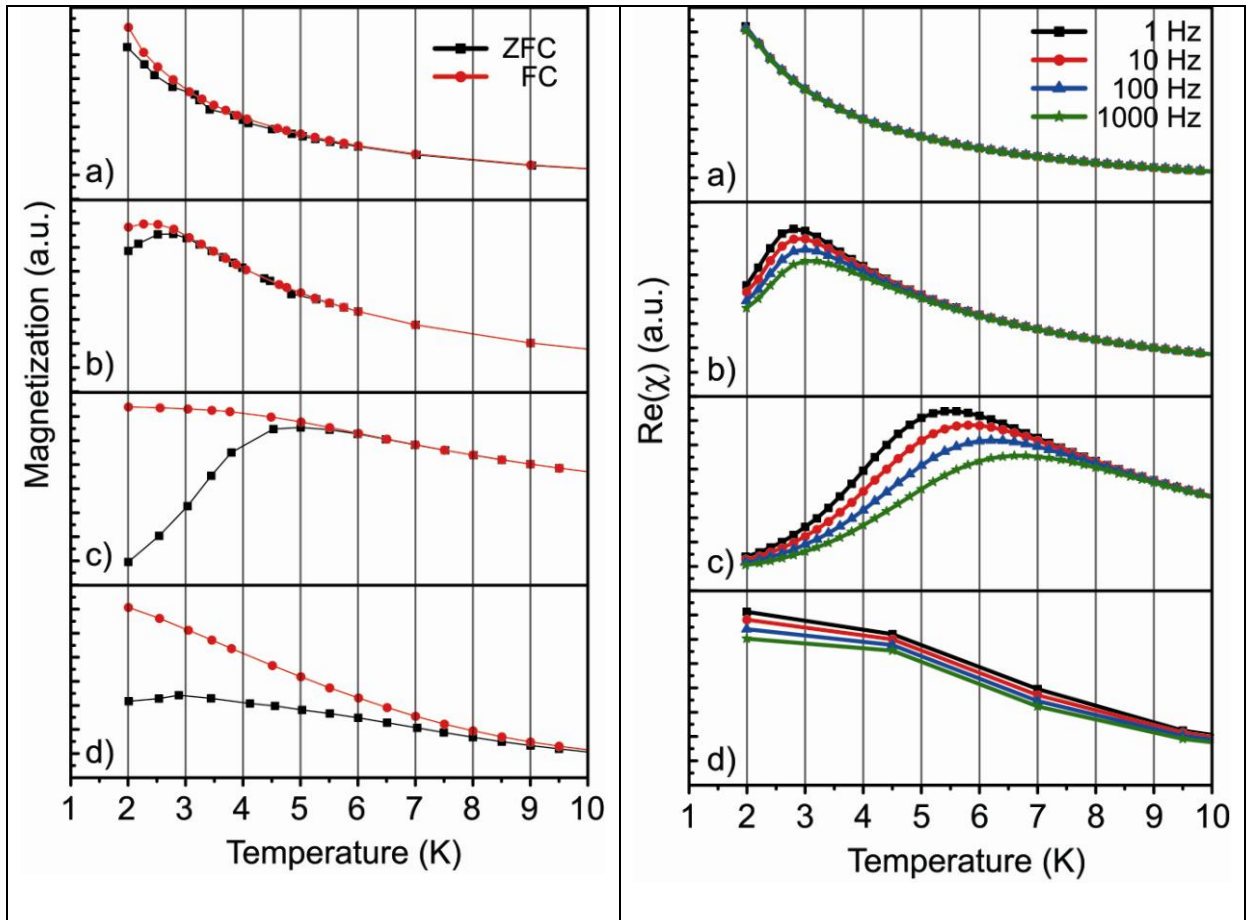 Magnetization (a.u.)
ZFC
FC
a)
b)
c)
d)
1 2 3 4 5 6 7 8 9 10
Temperature (K)
Re(χ) (a.u.)
1 Hz
10 Hz
100 Hz
1000 Hz
a)
b)
c)
d)
1 2 3 4 5 6 7 8 9 10
Temperature (K)